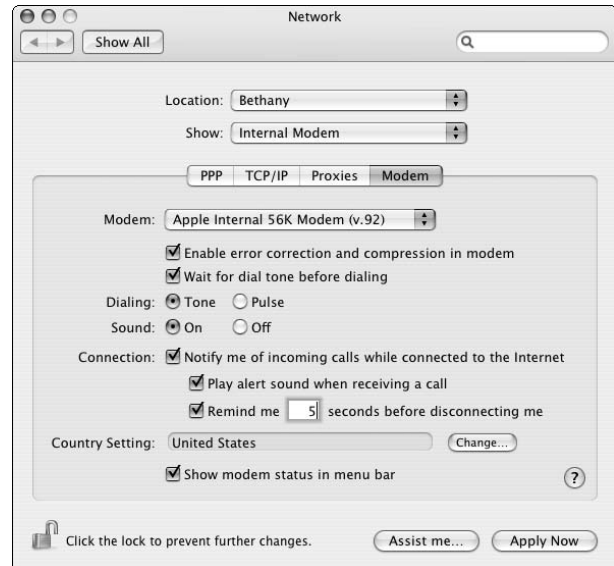 Network
Show All
Location: Bethany
Show: Internal Modem
PPP TCP/IP Proxies Modem
Modem: Apple Internal 56K Modem (v.92)
Enable error correction and compression in modem
Wait for dial tone before dialing
Dialing: Tone Pulse
Sound: On Off
Connection: Notify me of incoming calls while connected to the Internet
Play alert sound when receiving a call
Remind me 5 seconds before disconnecting me
Country Setting: United States Change...
Show modem status in menu bar ?
Click the lock to prevent further changes. Assist me... Apply Now